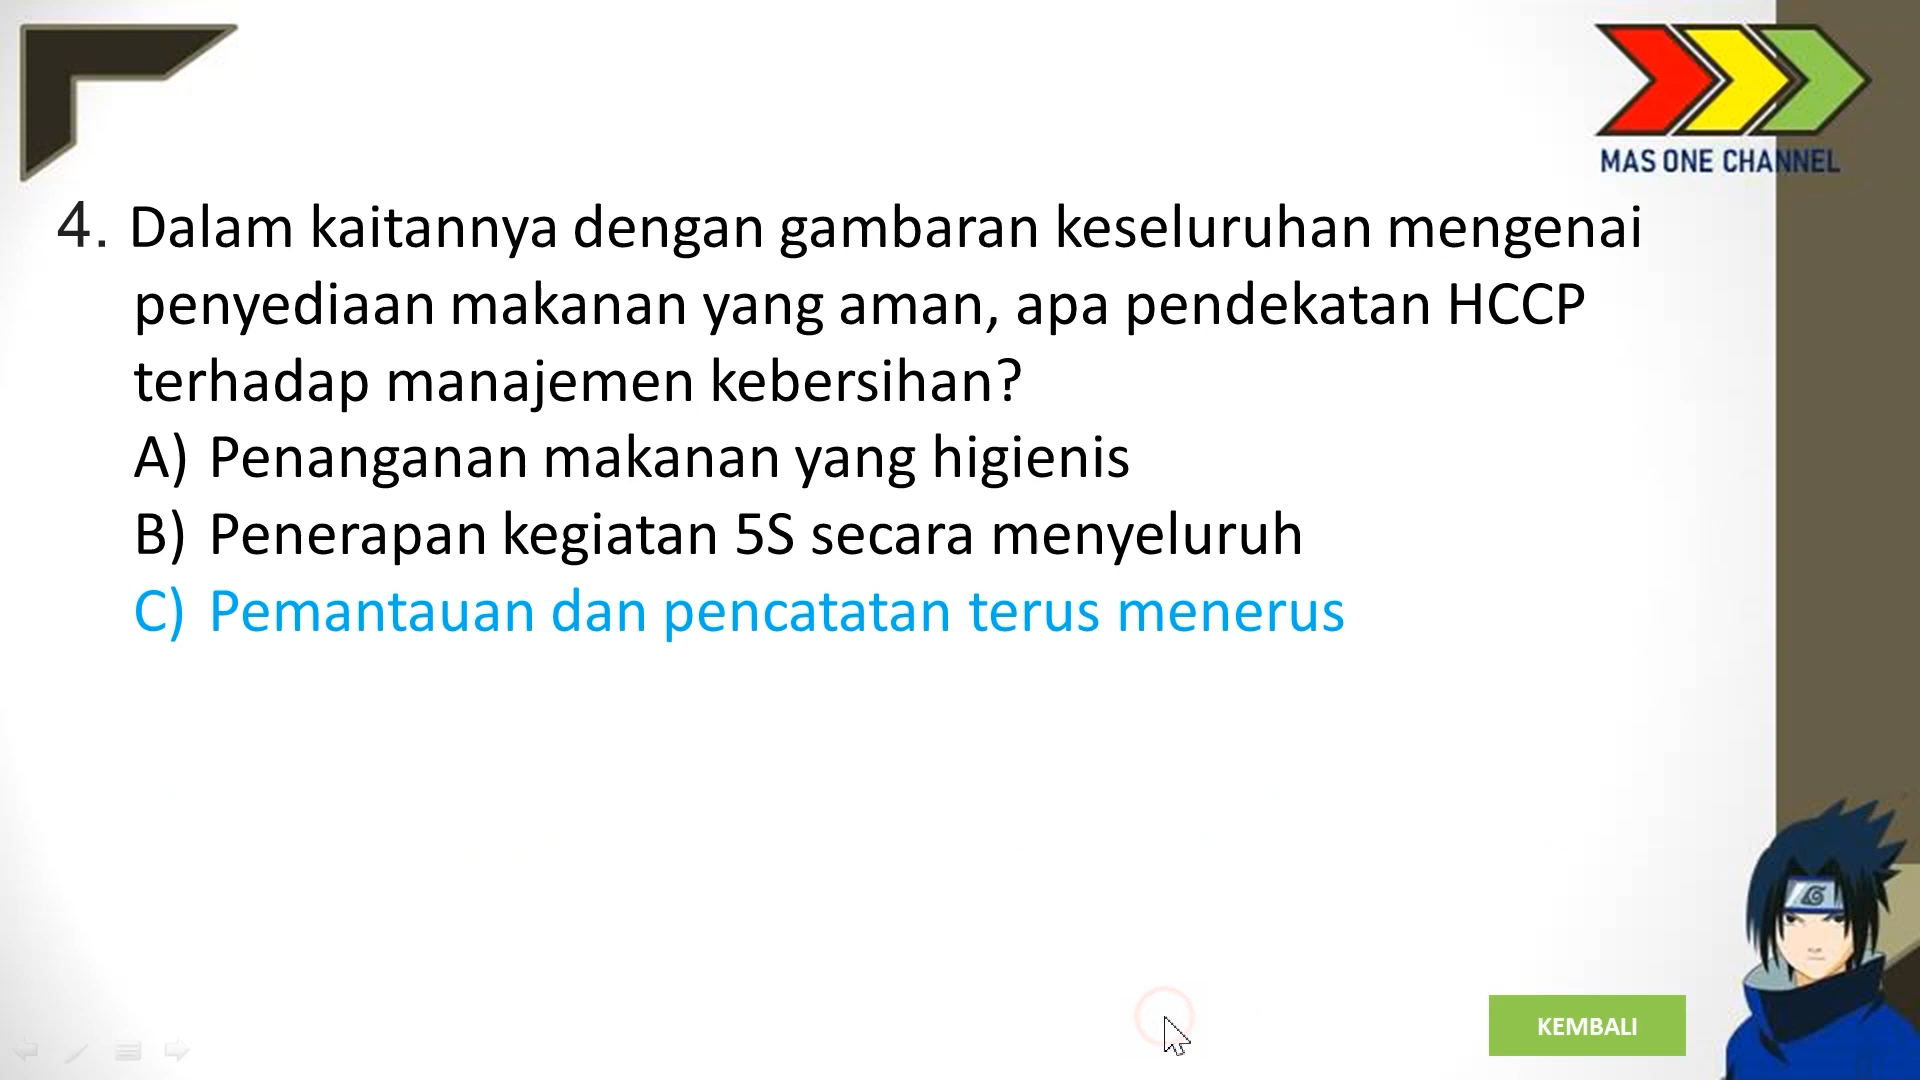 MAS ONE CHANNEL
4. Dalam kaitannya dengan gambaran keseluruhan mengenai
penyediaan makanan yang aman, apa pendekatan HCCP
terhadap manajemen kebersihan?
A) Penanganan makanan yang higienis
B) Penerapan kegiatan 5S secara menyeluruh
C) Pemantauan dan pencatatan terus menerus
KEMBALI